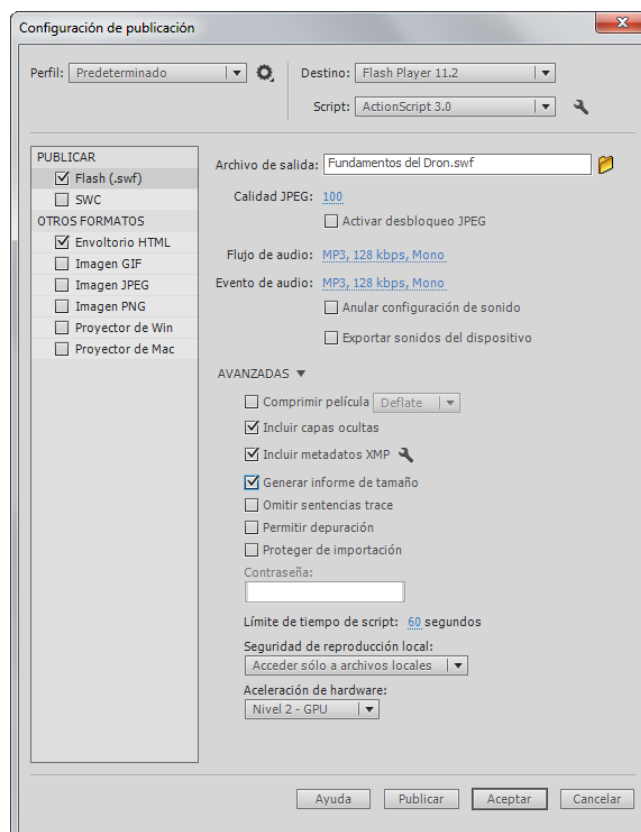 Configuración de publicación
Perfil: Predeterminado
Destino: Flash Player 11.2
Script: ActionScript 3.0
PUBLICAR
Flash (.swf)
SWC
OTROS FORMATOS
Envoltorio HTML
Imagen GIF
Imagen JPEG
Imagen PNG
Proyector de Win
Proyector de Mac
Archivo de salida: Fundamentos del Dron.swf
Calidad JPEG: 100
Activar desbloqueo JPEG
Flujo de audio: MP3, 128 kbps, Mono
Evento de audio: MP3, 128 kbps, Mono
Anular configuración de sonido
Exportar sonidos del dispositivo
AVANZADAS
Comprimir película Deflate
Incluir capas ocultas
Incluir metadatos XMP
Generar informe de tamaño
Omitir sentencias trace
Permitir depuración
Proteger de importación
Contraseña:
Límite de tiempo de script: 60 segundos
Seguridad de reproducción local:
Acceder sólo a archivos locales
Aceleración de hardware:
Nivel 2 - GPU
Ayuda Publicar Aceptar Cancelar